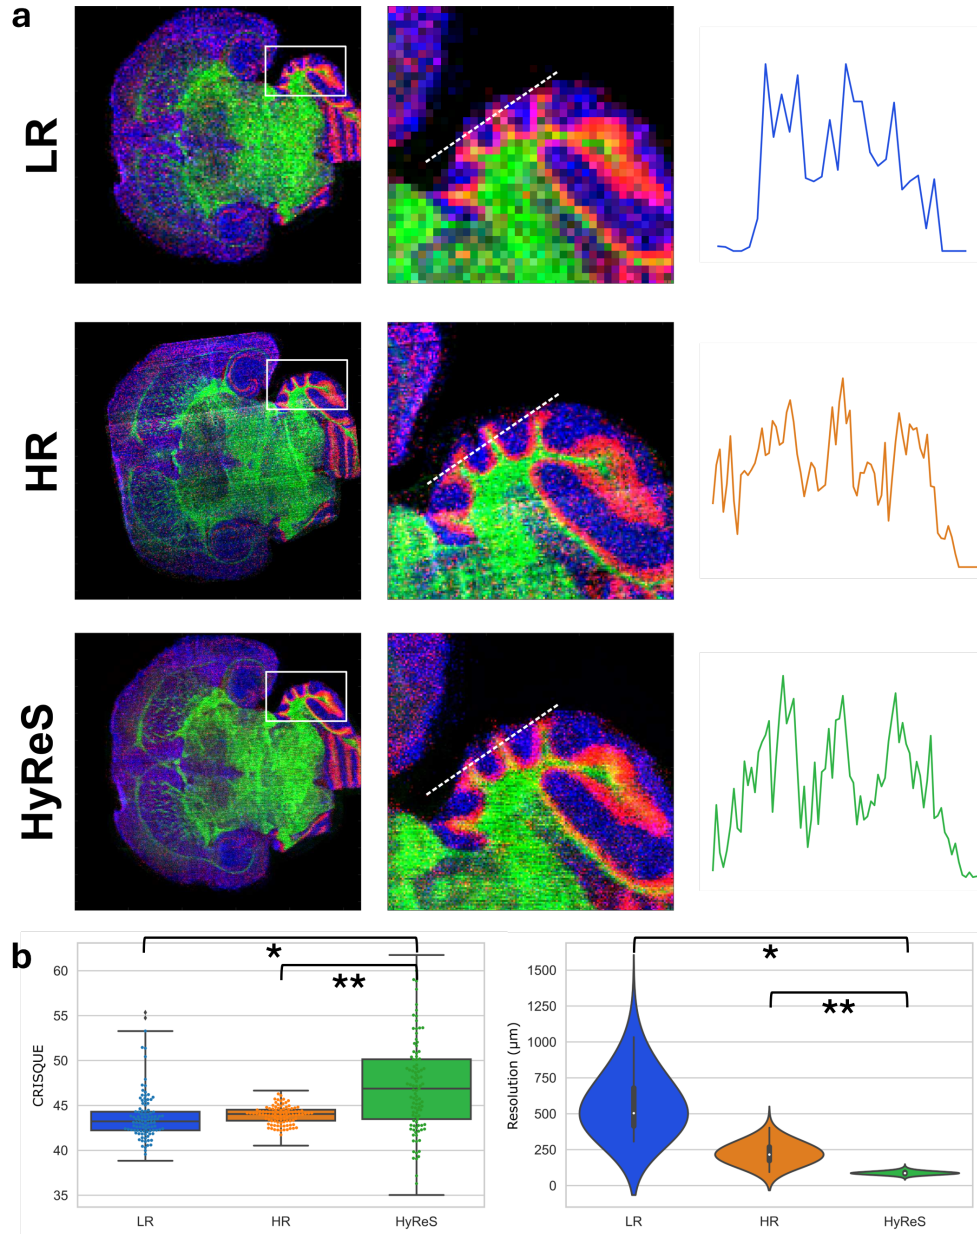 a
LR
HR
HyReS
b
*
**
60
55
50
45
40
35
CRISQUE
LR
HR
HyReS
*
**
1500
1250
1000
750
500
250
0
Resolution (µm)
LR
HR
HyReS